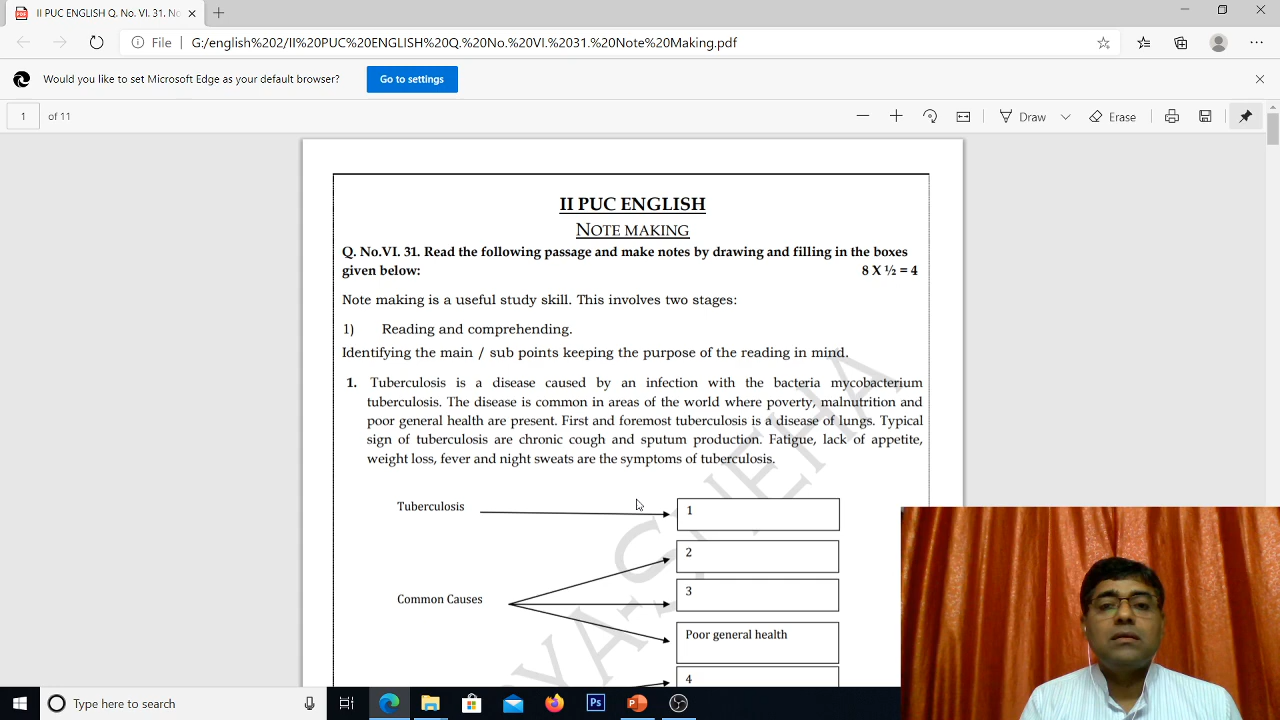 II PUC ENGLISH Q. No. VI. 31. No
File G:/english%202/II%20PUC%20ENGLISH%20Q.%20No.%20VI.%2031.%20Note%20Making.pdf
Would you like to set Microsoft Edge as your default browser? Go to settings
1 of 11 Draw Erase
II PUC ENGLISH
NOTE MAKING
Q. No.VI. 31. Read the following passage and make notes by drawing and filling in the boxes
given below: 8 X ½ = 4
Note making is a useful study skill. This involves two stages:
1) Reading and comprehending.
Identifying the main / sub points keeping the purpose of the reading in mind.
1. Tuberculosis is a disease caused by an infection with the bacteria mycobacterium
tuberculosis. The disease is common in areas of the world where poverty, malnutrition and
poor general health are present. First and foremost tuberculosis is a disease of lungs. Typical
sign of tuberculosis are chronic cough and sputum production. Fatigue, lack of appetite,
weight loss, fever and night sweats are the symptoms of tuberculosis.
Tuberculosis
1
2
Common Causes
3
Poor general health
4
Type here to search